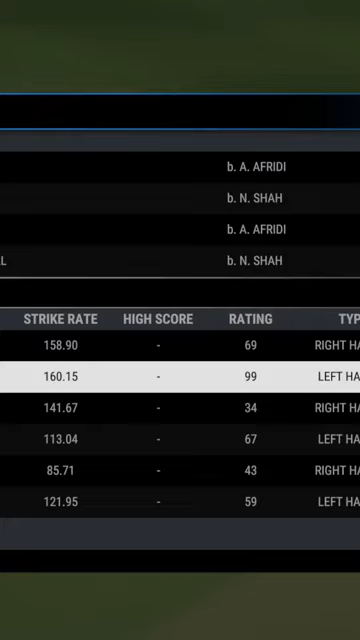 b. A. AFRIDI
b. N. SHAH
b. A. AFRIDI
L b. N. SHAH
STRIKE RATE HIGH SCORE RATING TYP
158.90 - 69 RIGHT HA
160.15 - 99 LEFT HA
141.67 - 34 RIGHT HA
113.04 - 67 LEFT HA
85.71 - 43 RIGHT HA
121.95 - 59 LEFT HA